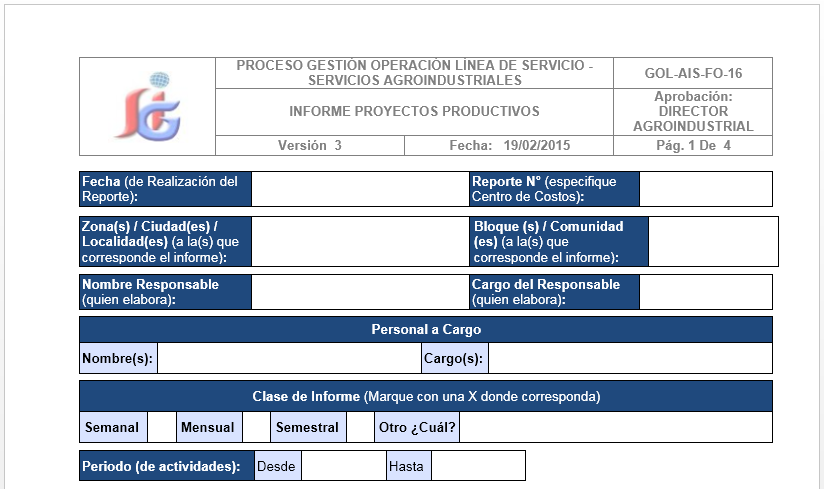 PROCESO GESTIÓN OPERACIÓN LÍNEA DE SERVICIO -
SERVICIOS AGROINDUSTRIALES
GOL-AIS-FO-16
INFORME PROYECTOS PRODUCTIVOS
Aprobación:
DIRECTOR
AGROINDUSTRIAL
Versión 3
Fecha: 19/02/2015
Pág. 1 De 4
Fecha (de Realización del
Reporte):
Reporte N° (especifique
Centro de Costos):
Zona(s) / Ciudad(es) /
Localidad(es) (a la(s) que
corresponde el informe):
Bloque (s) / Comunidad
(es) (a la(s) que
corresponde el informe):
Nombre Responsable
(quien elabora):
Cargo del Responsable
(quien elabora):
Personal a Cargo
Nombre(s):
Cargo(s):
Clase de Informe (Marque con una X donde corresponda)
Semanal
Mensual
Semestral
Otro ¿Cuál?
Periodo (de actividades):
Desde
Hasta